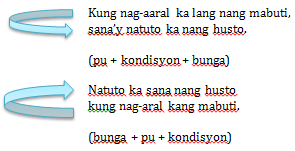 Kung nag-aaral ka lang nang mabuti,
sana'y natuto ka nang husto.
(pu + kondisyon + bunga)
Natuto ka sana nang husto
kung nag-aral kang mabuti.
(bunga + pu + kondisyon)